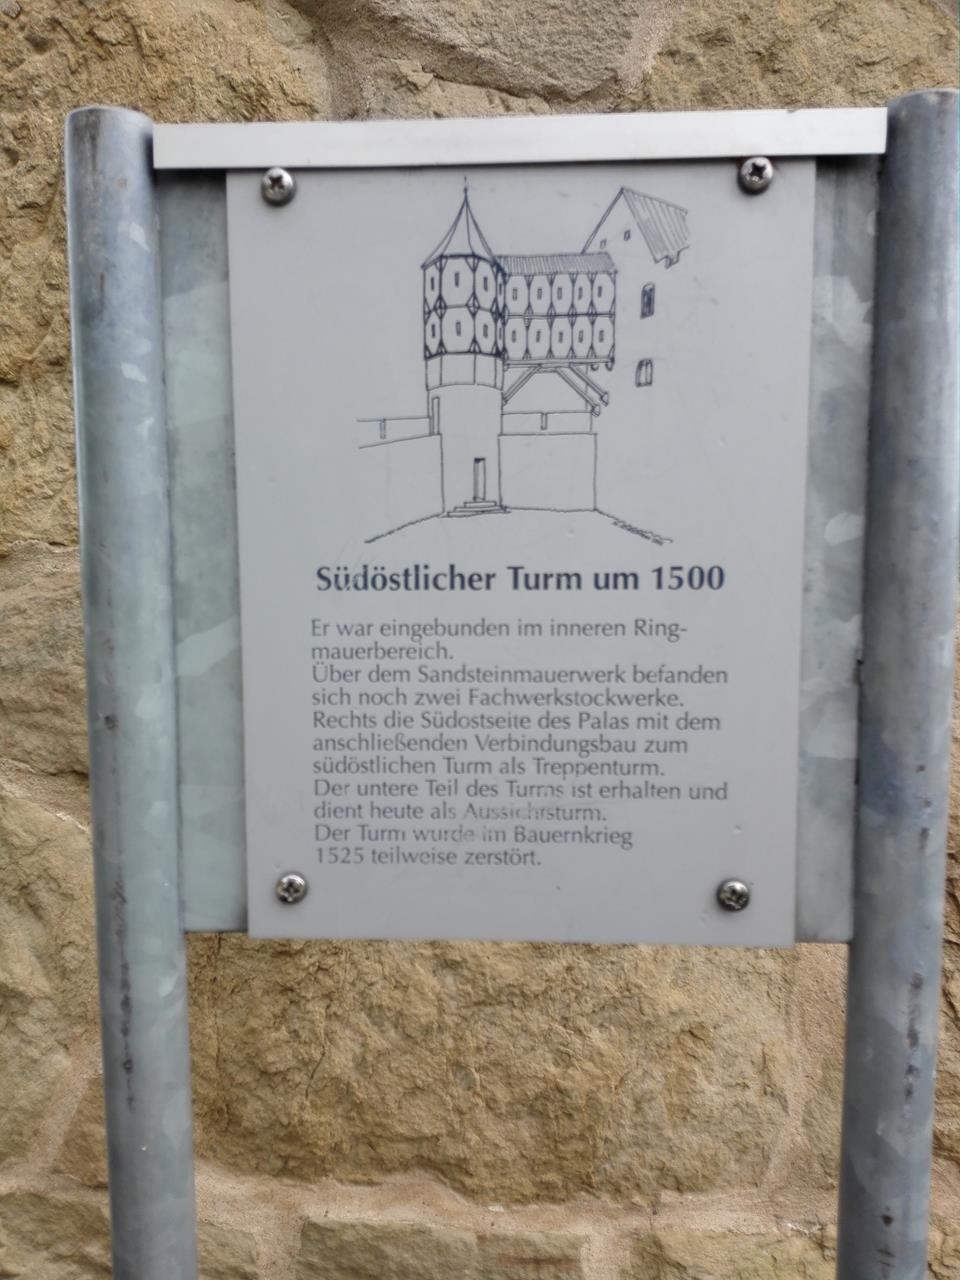 Südöstlicher Turm um 1500
Er war eingebunden im inneren Ring-
mauerbereich.
Über dem Sandsteinmauerwerk befanden
sich noch zwei Fachwerkstockwerke.
Rechts die Südostseite des Palas mit dem
anschließenden Verbindungsbau zum
südöstlichen Turm als Treppenturm.
Der untere Teil des Turms ist erhalten und
dient heute als Aussichtsturm.
Der Turm wurde im Bauernkrieg
1525 teilweise zerstört.